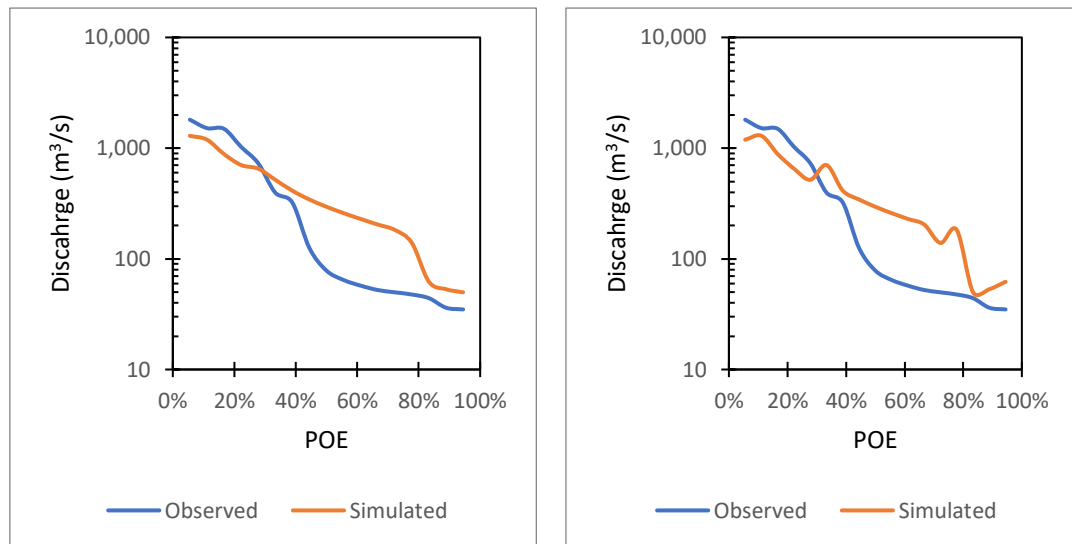 10,000
1,000
100
10
Discahrge (m³/s)
0% 20% 40% 60% 80% 100%
POE
Observed Simulated
10,000
1,000
100
10
Discahrge (m³/s)
0% 20% 40% 60% 80% 100%
POE
Observed Simulated